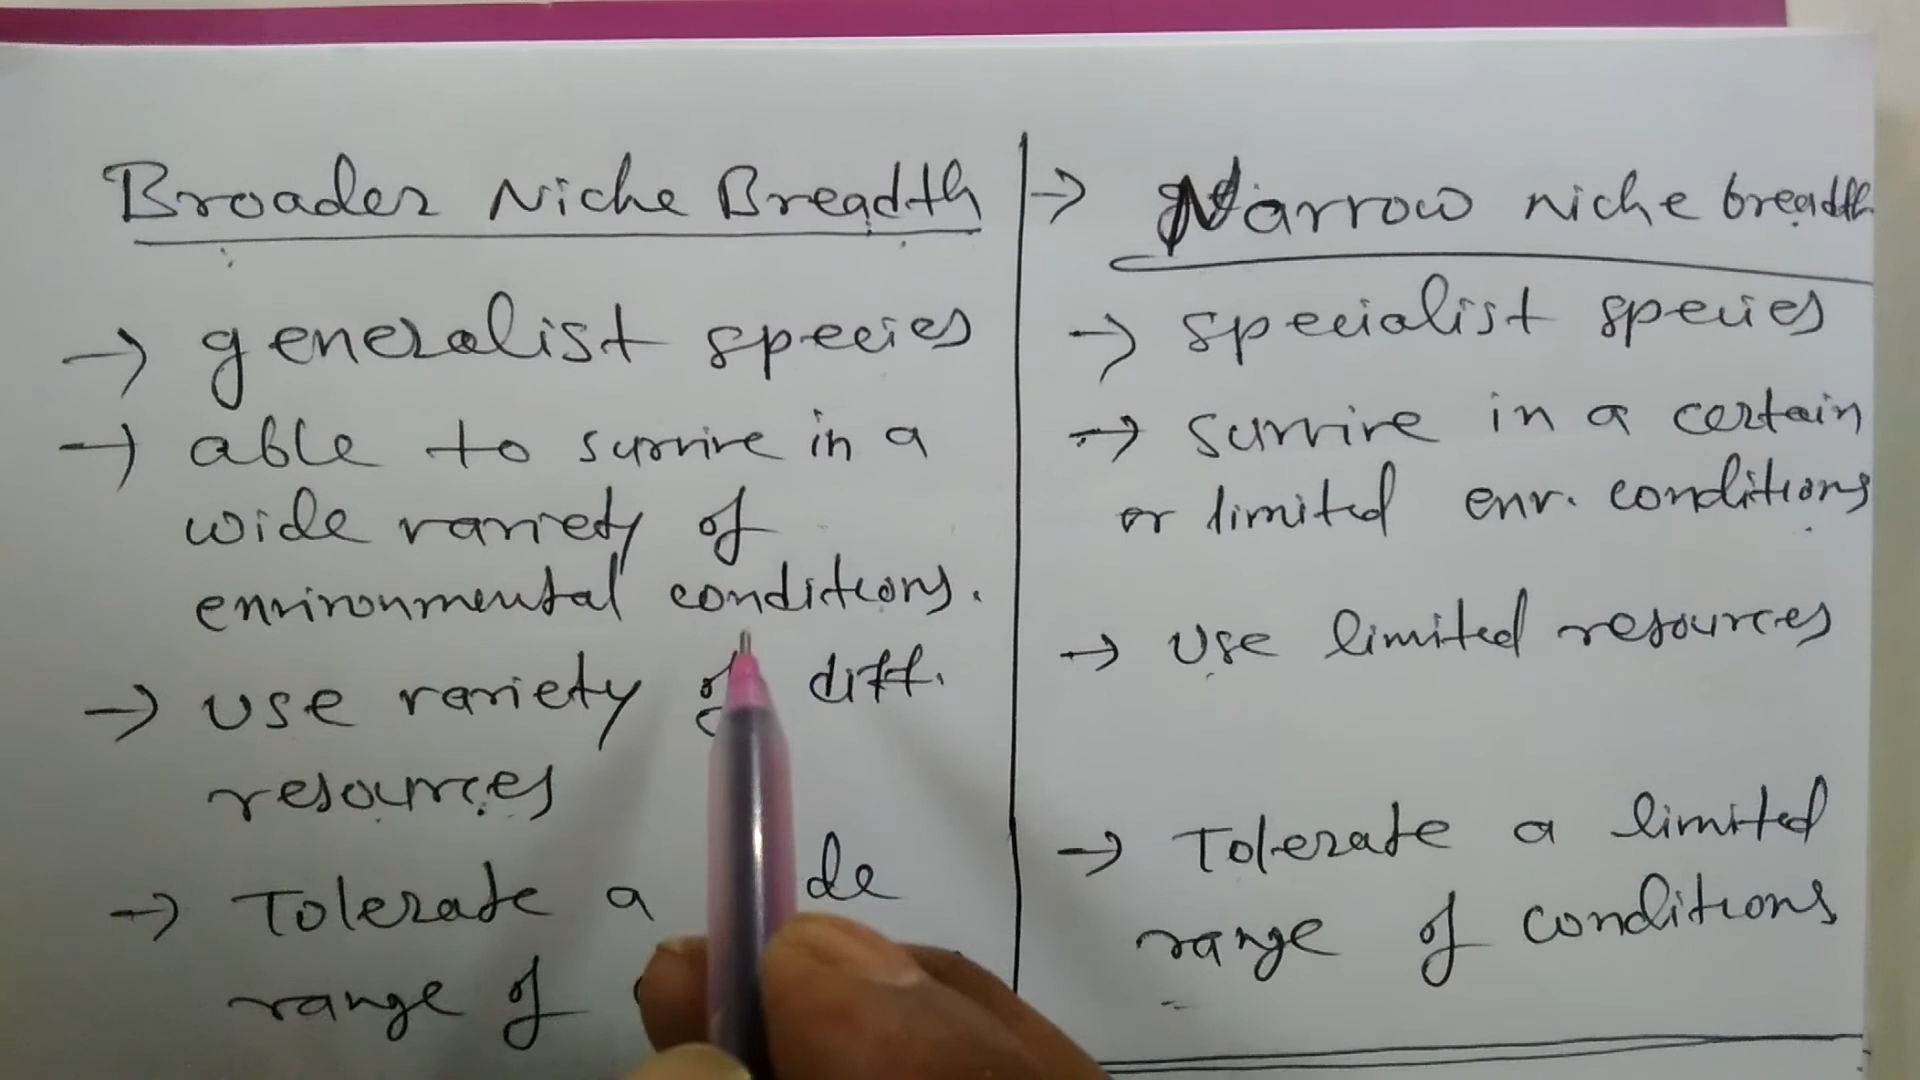 Broader Niche Breadth
→ generalist species
→ able to survive in a
wide variety of
environmental conditions.
→ use variety of diff.
resources
→ Tolerate a
range of
→ Narrow niche breadth
→ specialist species
→ survive in a certain
or limited env. conditions
→ Use limited resources
→ Tolerate a limited
range of conditions